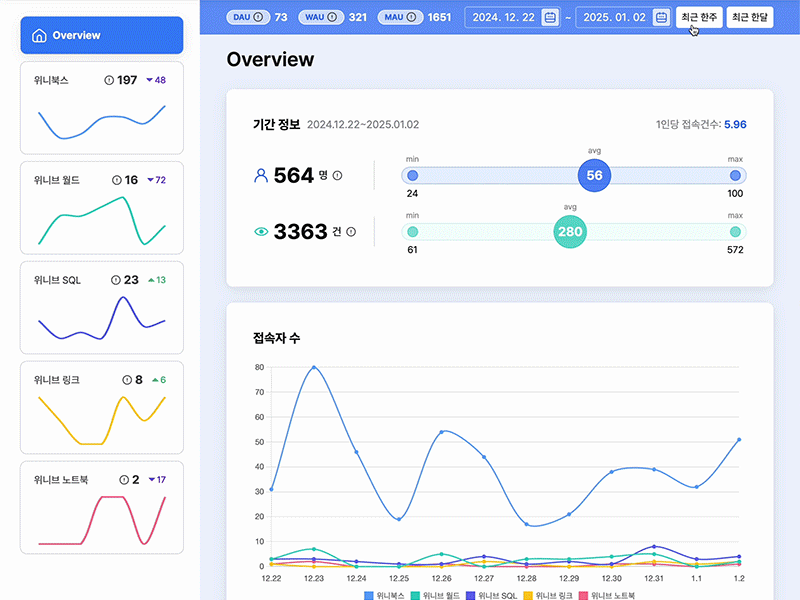 Overview
위니북스 197 48
위니브 월드 16 72
위니브 SQL 23 13
위니브 링크 8 6
위니브 노트북 2 17
DAU 73 WAU 321 MAU 1651 2024. 12. 22 ~ 2025. 01. 02 최근 한주 최근 한달
Overview
기간 정보 2024.12.22~2025.01.02 1인당 접속건수: 5.96
564 명
min avg max
56
24 100
3363 건
min avg max
280
61 572
접속자 수
80
70
60
50
40
30
20
10
0
12.22 12.23 12.24 12.25 12.26 12.27 12.28 12.29 12.30 12.31 1.1 1.2
위니북스 위니브 월드 위니브 SQL 위니브 링크 위니브 노트북